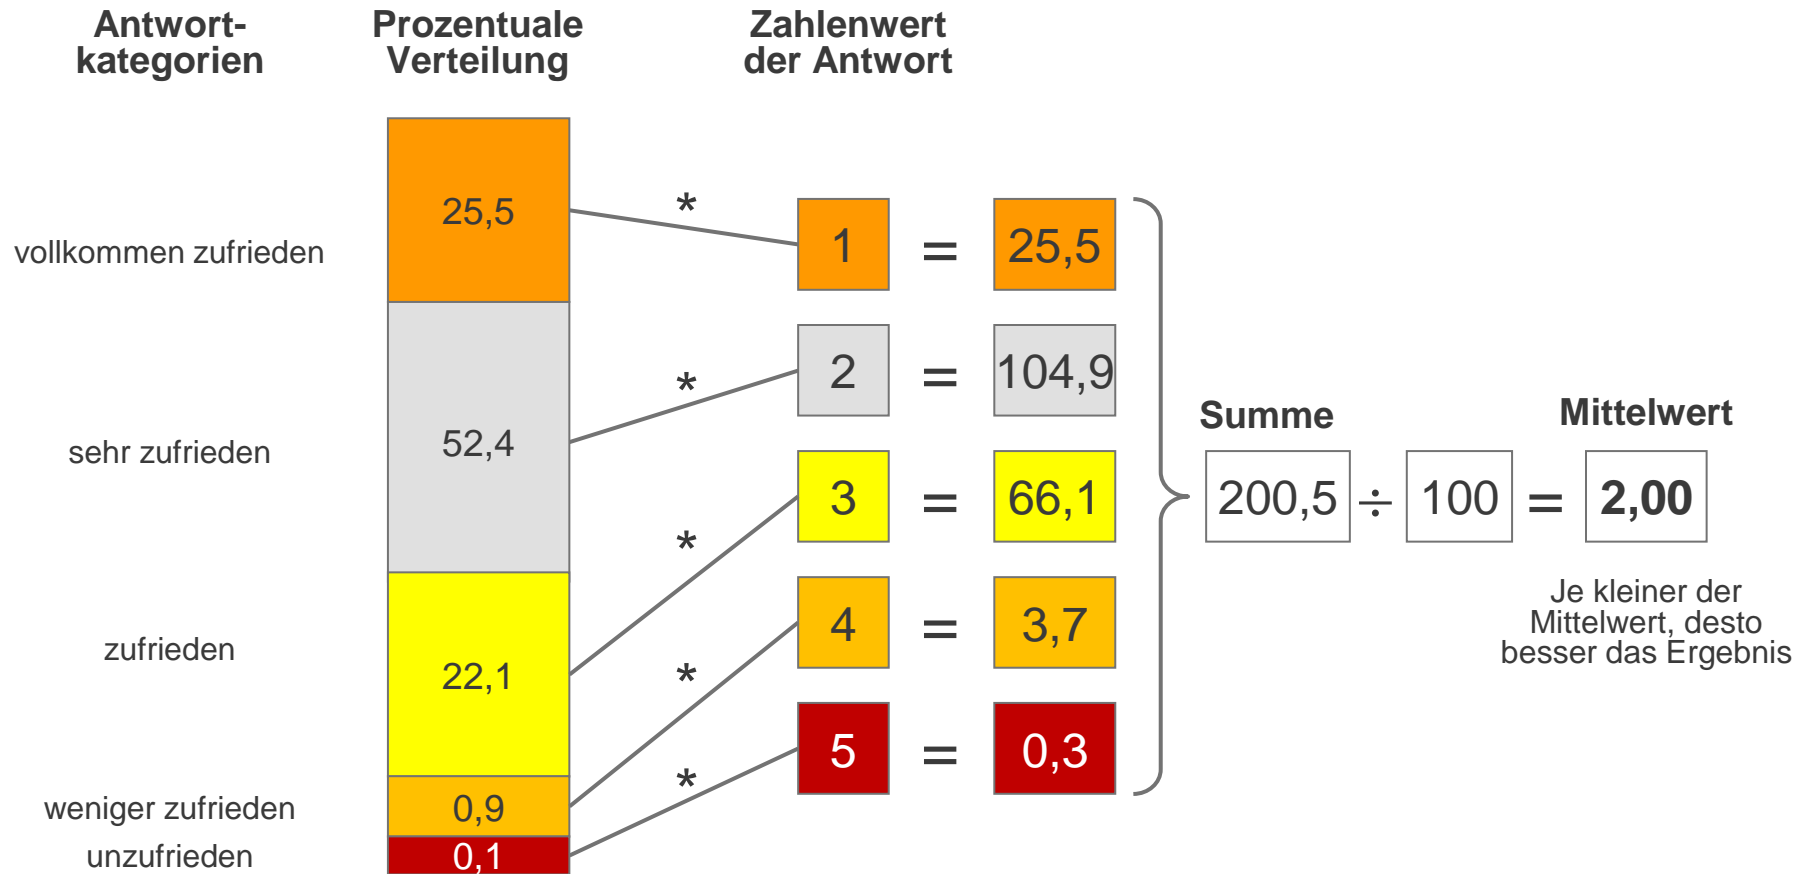 Antwort-
kategorien
Prozentuale
Verteilung
Zahlenwert
der Antwort
vollkommen zufrieden
25,5
*
1
=
25,5
sehr zufrieden
52,4
*
2
=
104,9
zufrieden
22,1
*
3
=
66,1
weniger zufrieden
0,9
*
4
=
3,7
unzufrieden
0,1
*
5
=
0,3
Summe
200,5
÷
100
=
Mittelwert
2,00
Je kleiner der
Mittelwert, desto
besser das Ergebnis